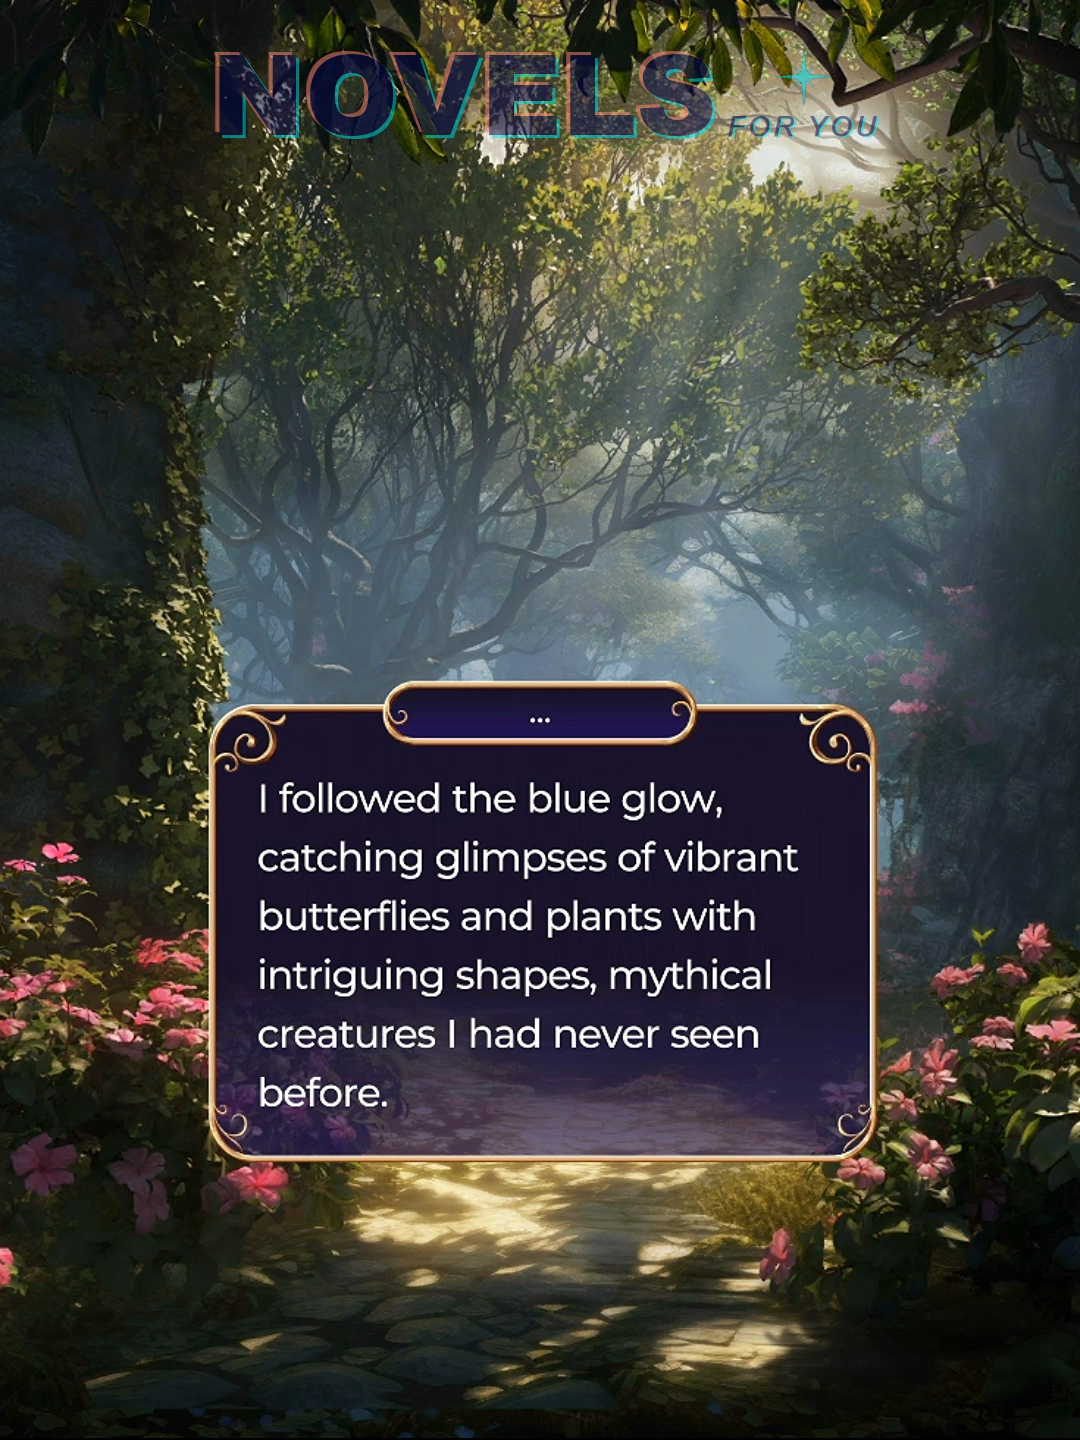 NOVELS
FOR YOU
...
I followed the blue glow,
catching glimpses of vibrant
butterflies and plants with
intriguing shapes, mythical
creatures I had never seen
before.